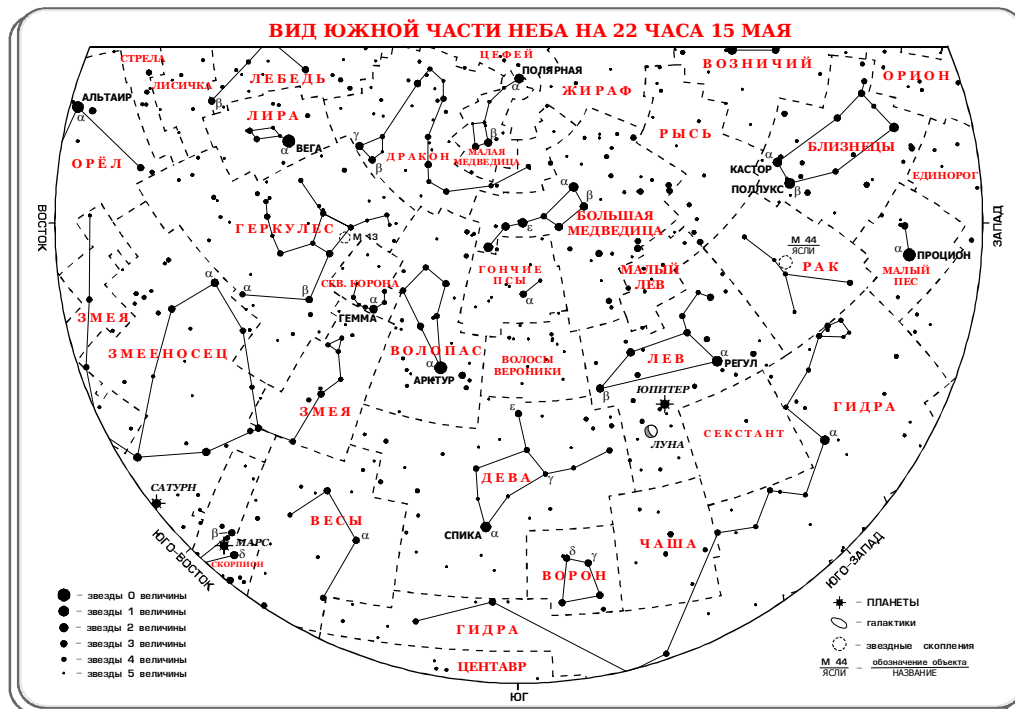 ВИД ЮЖНОЙ ЧАСТИ НЕБА НА 22 ЧАСА 15 МАЯ
ЦЕФЕЙ
СТРЕЛА
ЛИСИЧКА
ЛЕБЕДЬ
ПОЛЯРНАЯ
α
ЖИРАФ
ВОЗНИЧИЙ
ОРИОН
АЛЬТАИР
α
β
ЛИРА
α
ВЕГА
ОРЁЛ
γ
β
ДРАКОН
β
МАЛАЯ
МЕДВЕДИЦА
РЫСЬ
БЛИЗНЕЦЫ
α
КАСТОР
ПОЛЛУКС
β
ЕДИНОРОГ
ВОСТОК
ЗАПАД
ГЕРКУЛЕС
М 13
α
β
ε
БОЛЬШАЯ
МЕДВЕДИЦА
М 44
ЯСЛИ
РАК
α
ПРОЦИОН
МАЛЫЙ
ПЕС
СКВ. КОРОНА
α
ГЕММА
ГОНЧИЕ
ПСЫ
α
МАЛЫЙ
ЛЕВ
α
α
β
ЗМЕЯ
ЗМЕЕНОСЕЦ
ВОЛОПАС
α
АРКТУР
ВОЛОСЫ
ВЕРОНИКИ
ЛЕВ
α
РЕГУЛ
β
ЮПИТЕР
ЗМЕЯ
ε
ЛУНА
СЕКСТАНТ
ГИДРА
α
ДЕВА
γ
САТУРН
ВЕСЫ
α
СПИКА
α
ЧАША
β
МАРС
δ
СКОРПИОН
ЮГО-ВОСТОК
ЮГО-ЗАПАД
δ
γ
ВОРОН
ГИДРА
ЦЕНТАВР
ЮГ
– звезды 0 величины
– звезды 1 величины
– звезды 2 величины
– звезды 3 величины
– звезды 4 величины
– звезды 5 величины
– ПЛАНЕТЫ
– галактики
– звездные скопления
М 44
ЯСЛИ
– обозначение объекта
НАЗВАНИЕ